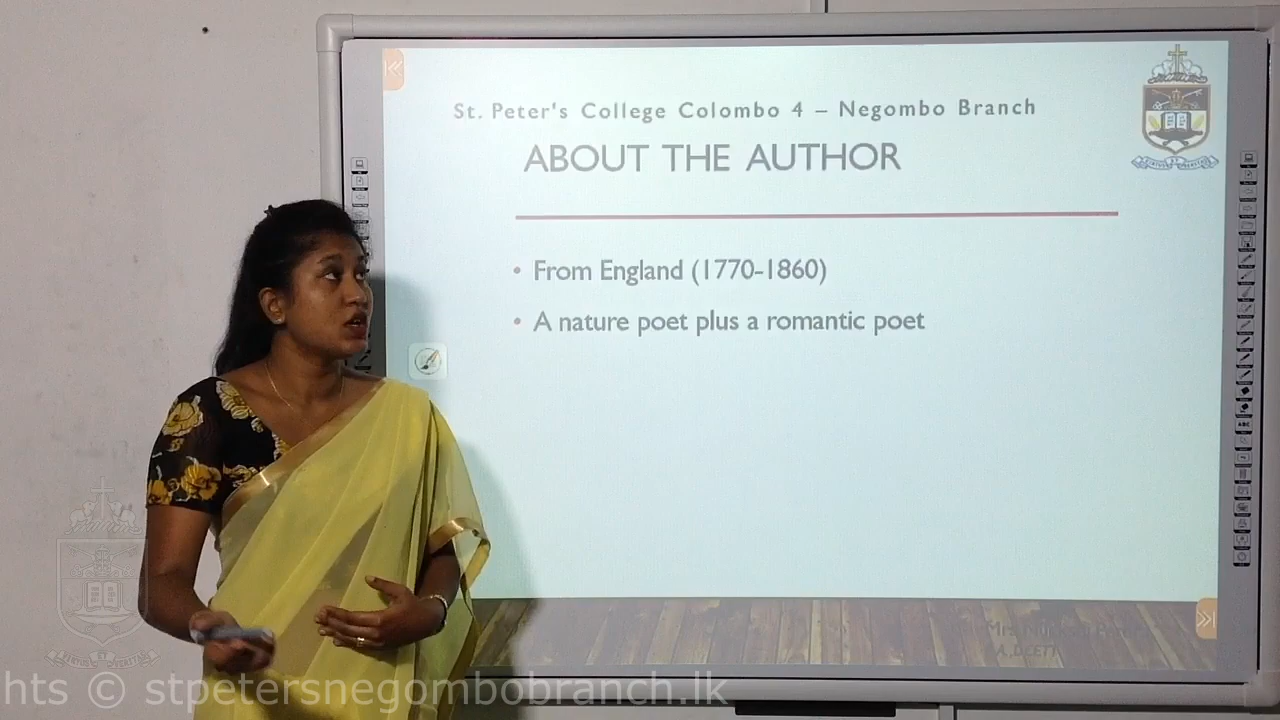 St. Peter's College Colombo 4 – Negombo Branch
ABOUT THE AUTHOR
• From England (1770-1860)
• A nature poet plus a romantic poet
ABC
hts © stpetersnegombobranch.lk